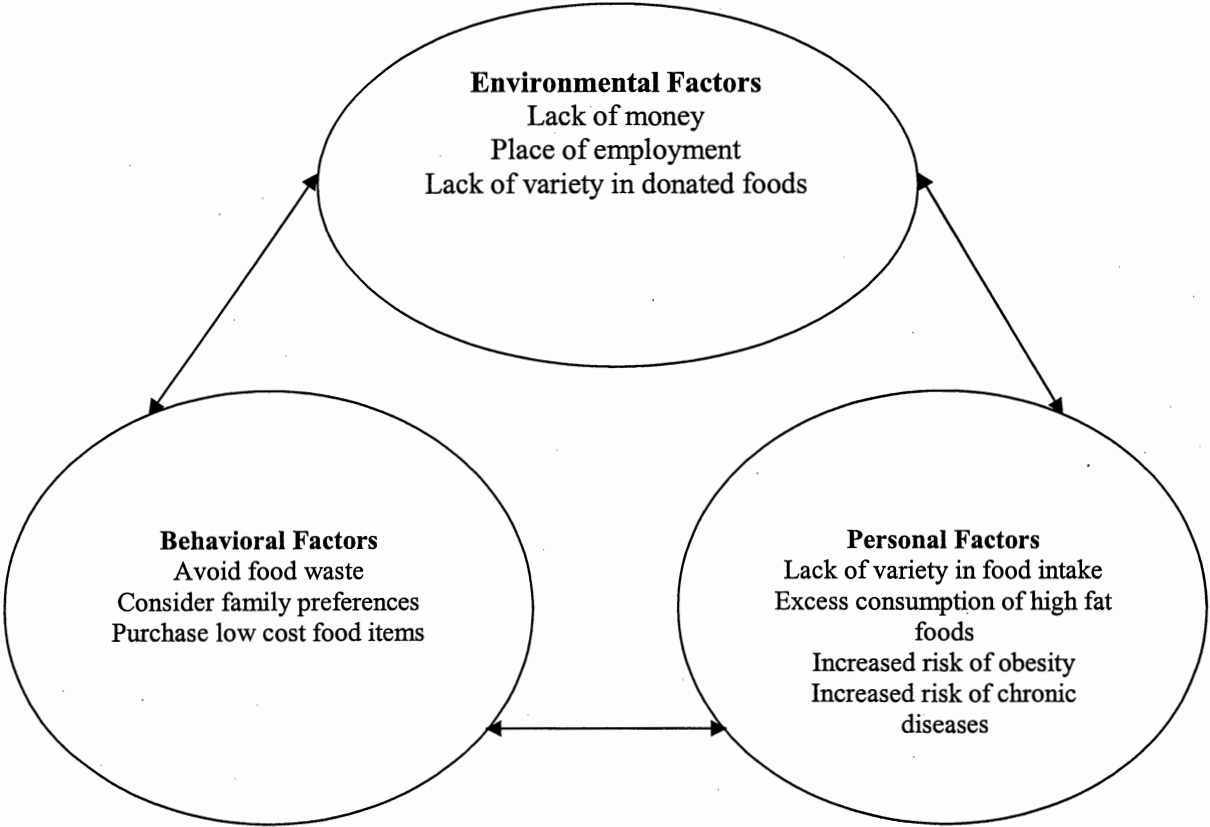 Environmental Factors
Lack of money
Place of employment
Lack of variety in donated foods
Behavioral Factors
Avoid food waste
Consider family preferences
Purchase low cost food items
Personal Factors
Lack of variety in food intake
Excess consumption of high fat
foods
Increased risk of obesity
Increased risk of chronic
diseases